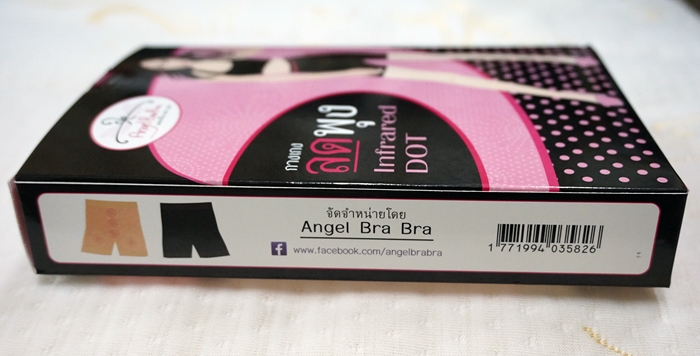 กางเกง
ลดพุง
Infrared
DOT
จัดจำหน่ายโดย
Angel Bra Bra
www.facebook.com/angelbrabra
1 771994 035826